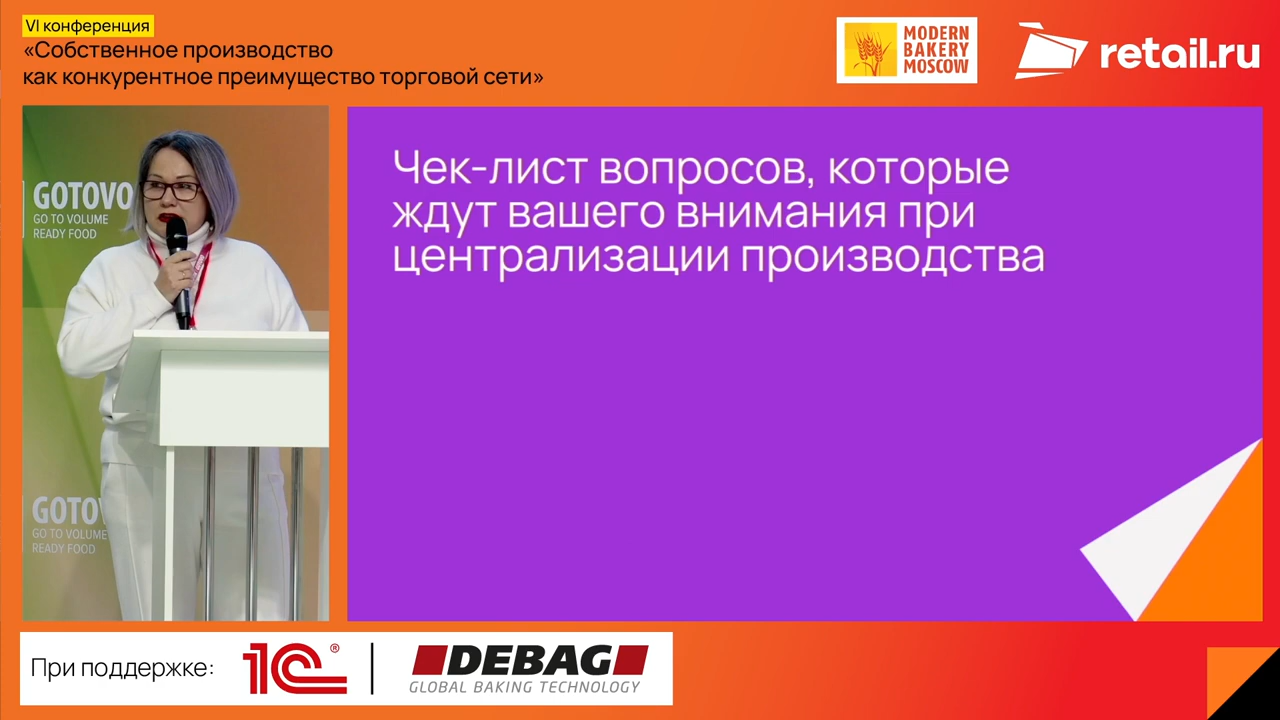 VI конференция
«Собственное производство
как конкурентное преимущество торговой сети»
MODERN
BAKERY
MOSCOW
retail.ru
GOTOVO
GO TO VOLUME
READY FOOD
GOTOV
GO TO VOLUME
READY FOOD
Чек-лист вопросов, которые
ждут вашего внимания при
централизации производства
При поддержке:
1C®
DEBAG
GLOBAL BAKING TECHNOLOGY